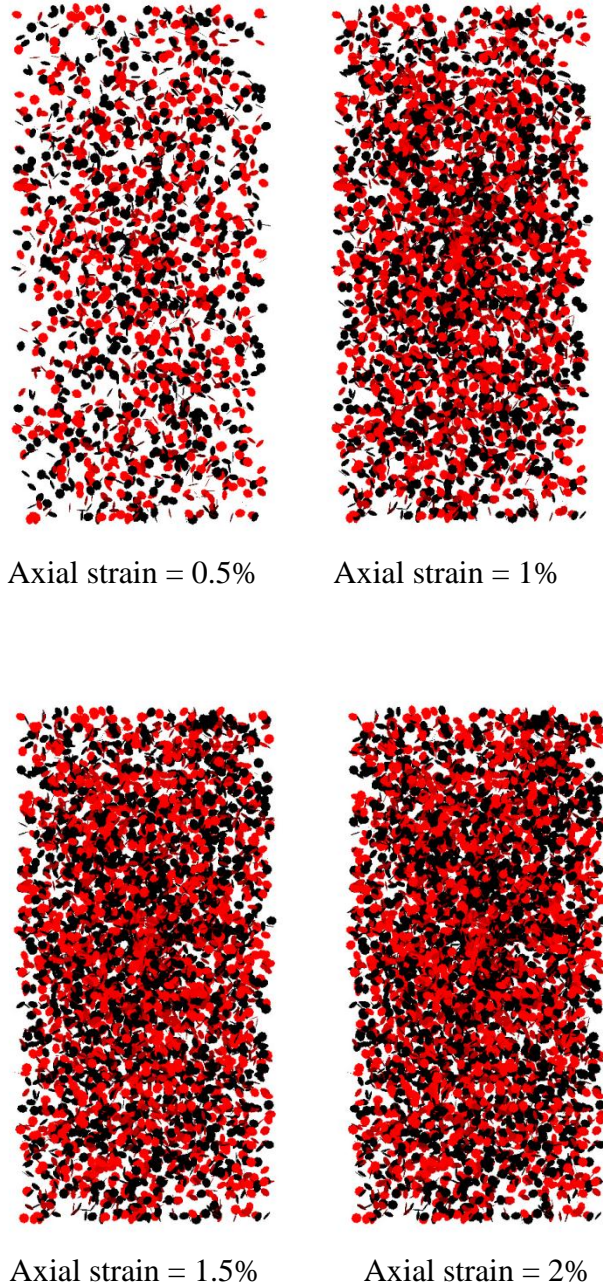 Axial strain = 0.5%
Axial strain = 1%
Axial strain = 1.5%
Axial strain = 2%